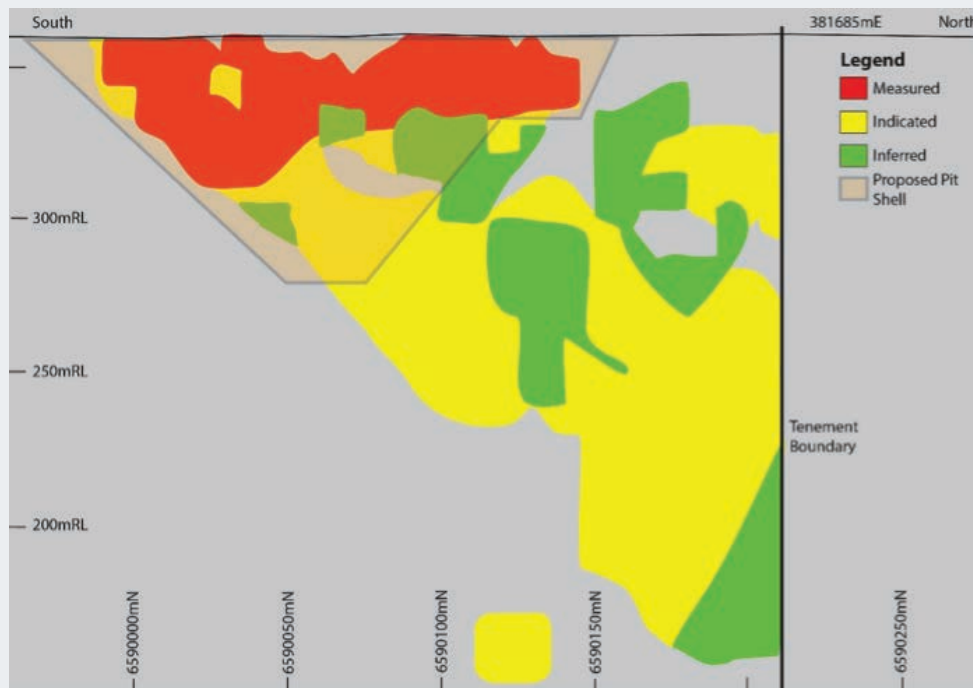 South
381685mE
North
Legend
Measured
Indicated
Inferred
Proposed Pit
Shell
300mRL
250mRL
Tenement
Boundary
200mRL
6590000mN
6590050mN
6590100mN
6590150mN
6590250mN